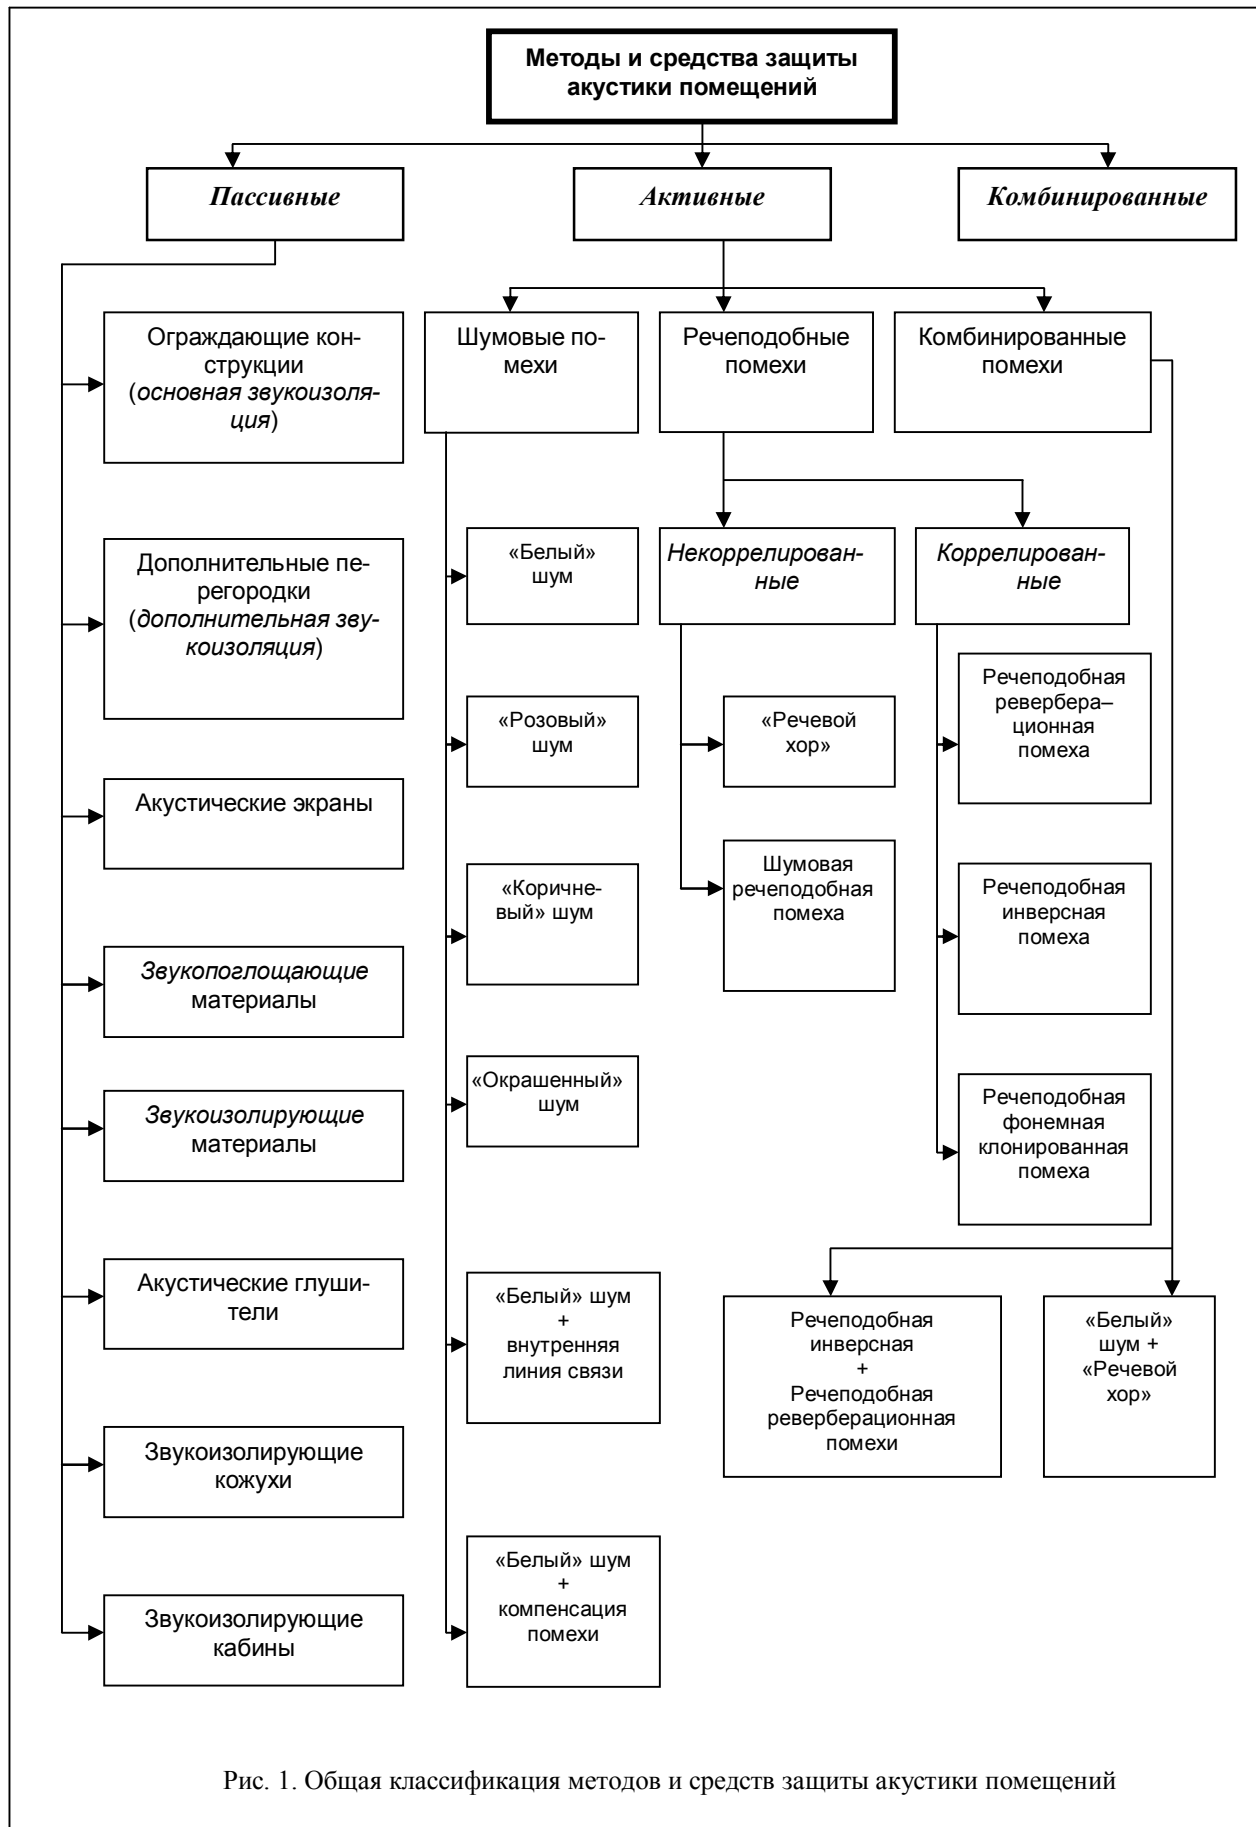 Методы и средства защиты
акустики помещений
Пассивные
Активные
Комбинированные
Ограждающие кон-
струкции
(основная звукоизоля-
ция)
Дополнительные пе-
регородки
(дополнительная зву-
коизоляция)
Акустические экраны
Звукопоглощающие
материалы
Звукоизолирующие
материалы
Акустические глуши-
тели
Звукоизолирующие
кожухи
Звукоизолирующие
кабины
Шумовые по-
мехи
«Белый»
шум
«Розовый»
шум
«Коричне-
вый» шум
«Окрашенный»
шум
«Белый» шум
+
внутренняя
линия связи
«Белый» шум
+
компенсация
помехи
Речеподобные
помехи
Некоррелирован-
ные
«Речевой
хор»
Шумовая
речеподобная
помеха
Коррелирован-
ные
Речеподобная
ревербера–
ционная
помеха
Речеподобная
инверсная
помеха
Речеподобная
фонемная
клонированная
помеха
Комбинированные
помехи
Речеподобная
инверсная
+
Речеподобная
реверберационная
помехи
«Белый»
шум +
«Речевой
хор»
Рис. 1. Общая классификация методов и средств защиты акустики помещений